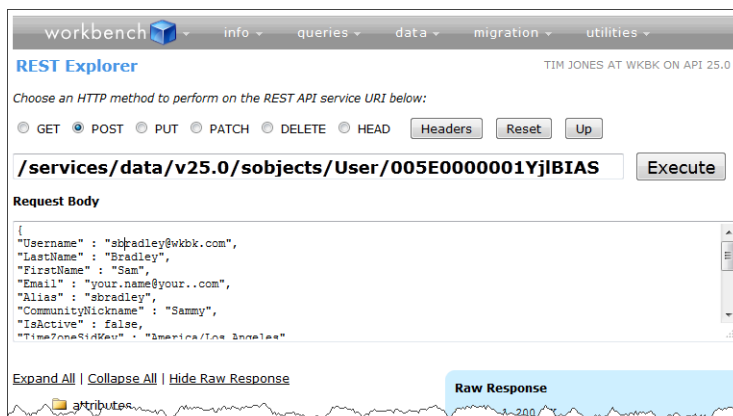 workbench info queries data migration utilities
REST Explorer TIM JONES AT WKBK ON API 25.0
Choose an HTTP method to perform on the REST API service URI below:
GET POST PUT PATCH DELETE HEAD Headers Reset Up
/services/data/v25.0/sobjects/User/005E0000001YjlBIAS Execute
Request Body
{
"Username" : "sbradley@wkbk.com",
"LastName" : "Bradley",
"FirstName" : "Sam",
"Email" : "your.name@your..com",
"Alias" : "sbradley",
"CommunityNickname" : "Sammy",
"IsActive" : false,
"TimeZoneSidKey" : "America/Los_Angeles"
Expand All | Collapse All | Hide Raw Response
Raw Response
attributes
200